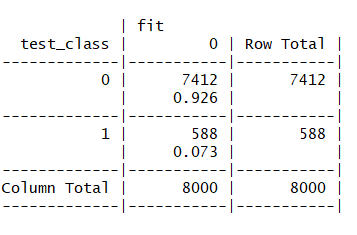 | fit
test_class | 0 | Row Total |
-------------|-----------|-----------|
0 | 7412 | 7412 |
| 0.926 | |
-------------|-----------|-----------|
1 | 588 | 588 |
| 0.073 | |
-------------|-----------|-----------|
Column Total | 8000 | 8000 |
-------------|-----------|-----------|